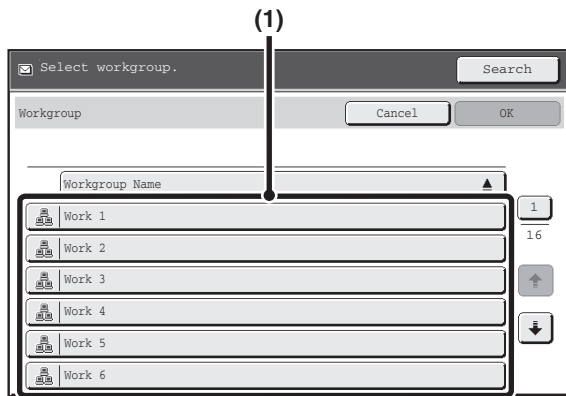 (1)
Select workgroup.
Search
Workgroup
Cancel
OK
Workgroup Name
Work 1
1
16
Work 2
Work 3
Work 4
Work 5
Work 6